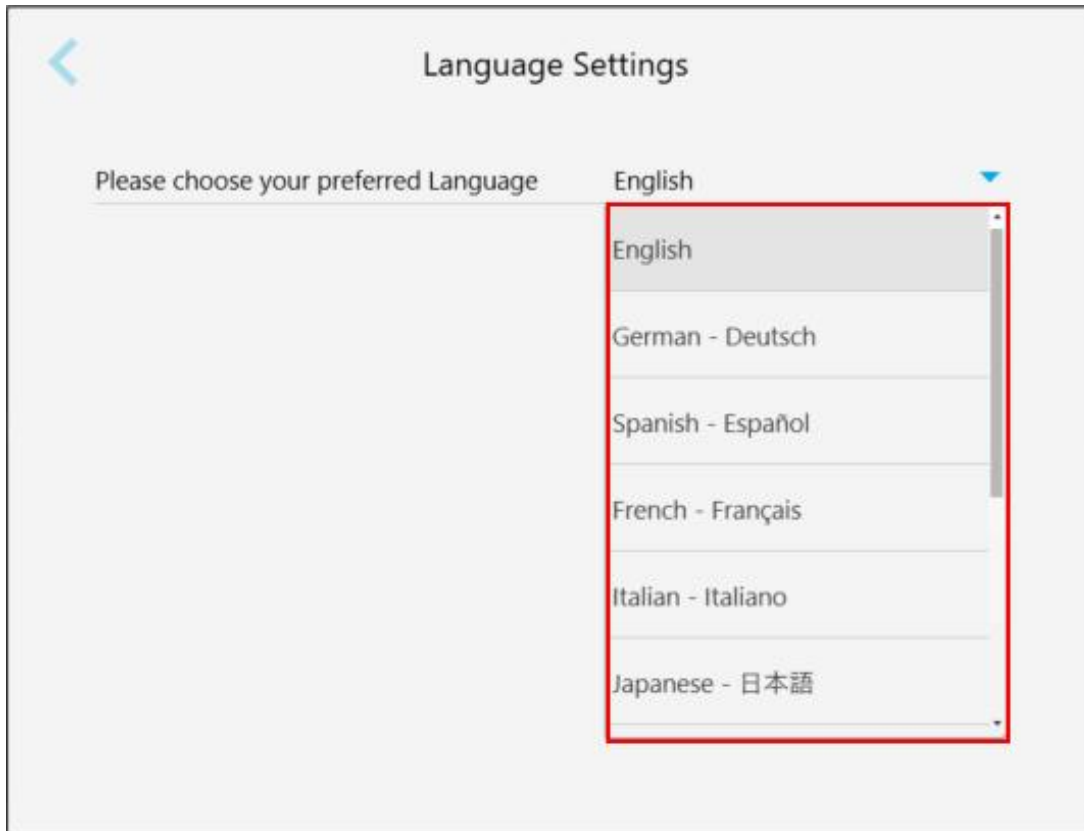 Language Settings
Please choose your preferred Language English
English
German - Deutsch
Spanish - Español
French - Français
Italian - Italiano
Japanese - 日本語